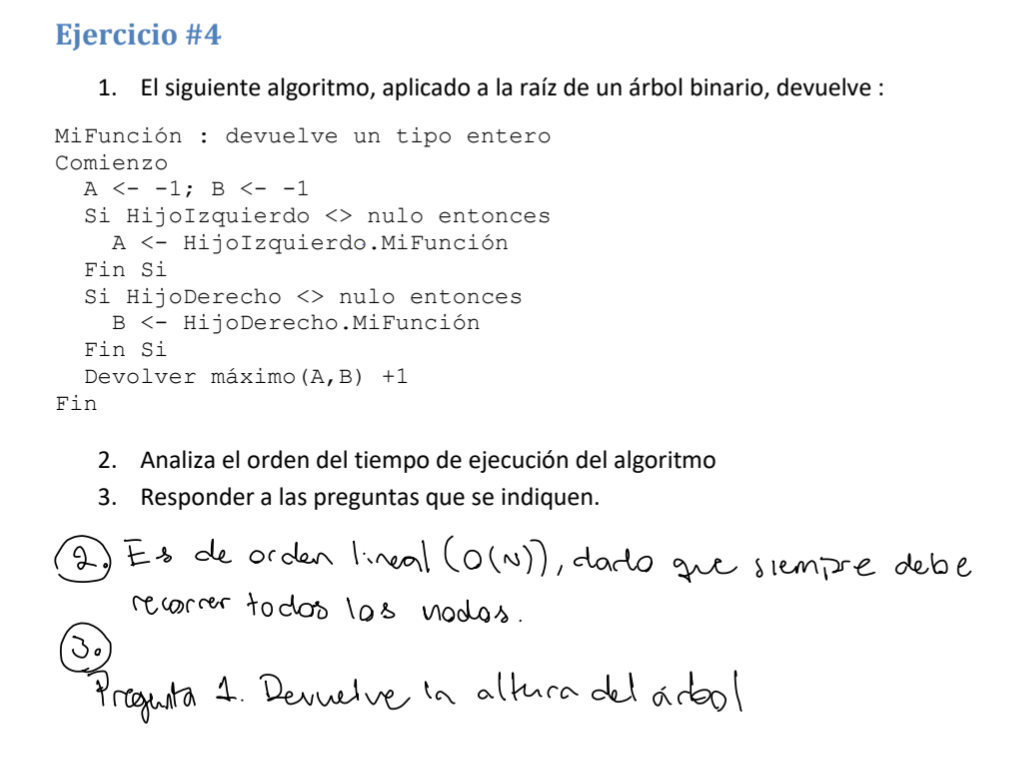 Ejercicio #4
1. El siguiente algoritmo, aplicado a la raíz de un árbol binario, devuelve :
MiFunción : devuelve un tipo entero
Comienzo
A <- -1; B <- -1
Si HijoIzquierdo <> nulo entonces
A <- HijoIzquierdo.MiFunción
Fin Si
Si HijoDerecho <> nulo entonces
B <- HijoDerecho.MiFunción
Fin Si
Devolver máximo(A,B) +1
Fin
2. Analiza el orden del tiempo de ejecución del algoritmo
3. Responder a las preguntas que se indiquen.
2. Es de orden lineal (O(N)), dado que siempre debe
recorrer todos los nodos.
3.
Pregunta 1. Devuelve la altura del árbol